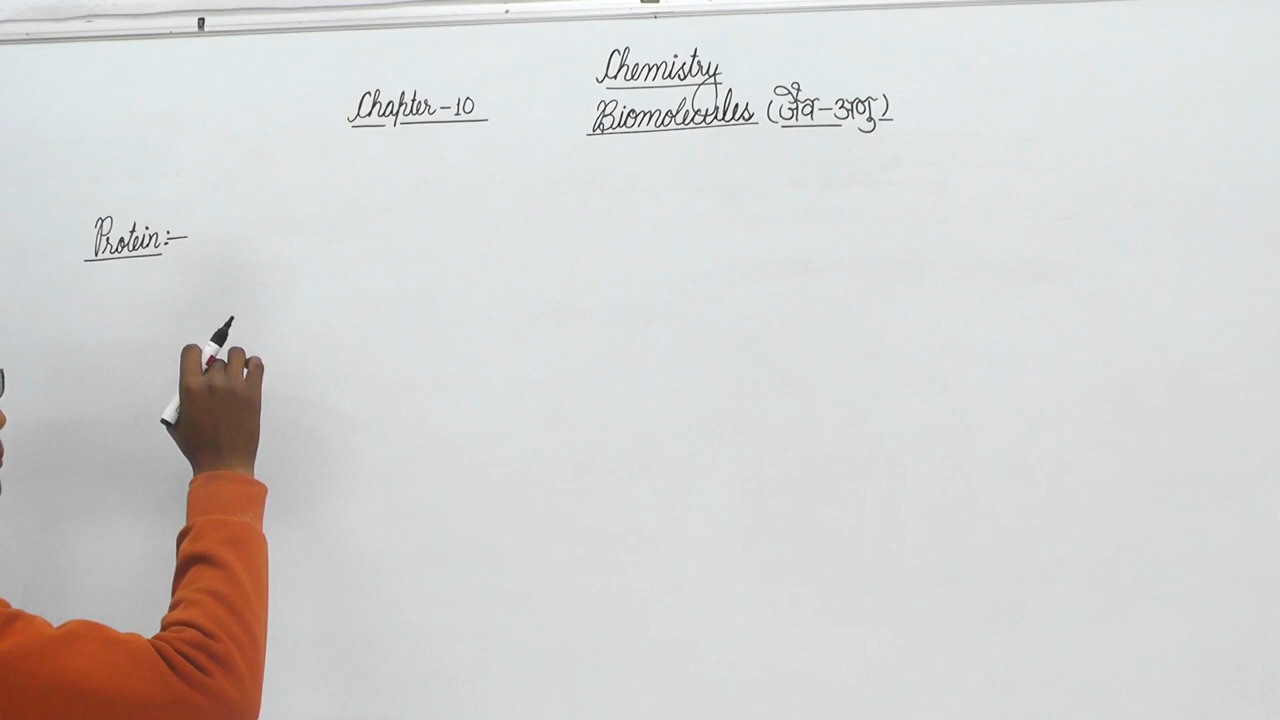 Chemistry
Chapter-10 Biomolecules (जैव-अणु)
Protein:-